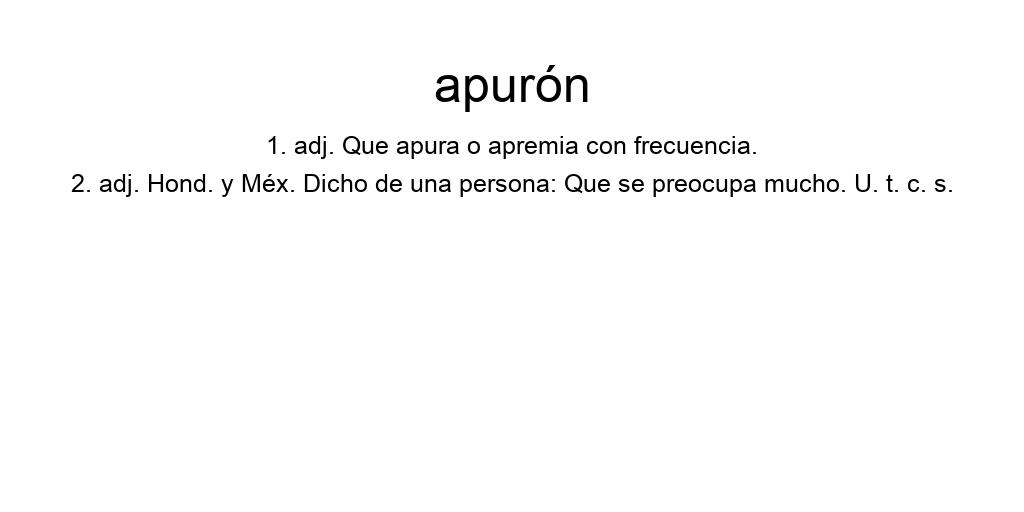 apurón
1. adj. Que apura o apremia con frecuencia.
2. adj. Hond. y Méx. Dicho de una persona: Que se preocupa mucho. U. t. c. s.